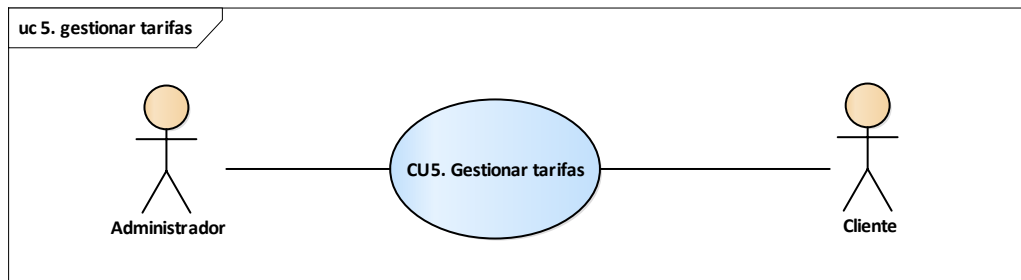 uc 5. gestionar tarifas
CU5. Gestionar tarifas
Administrador
Cliente